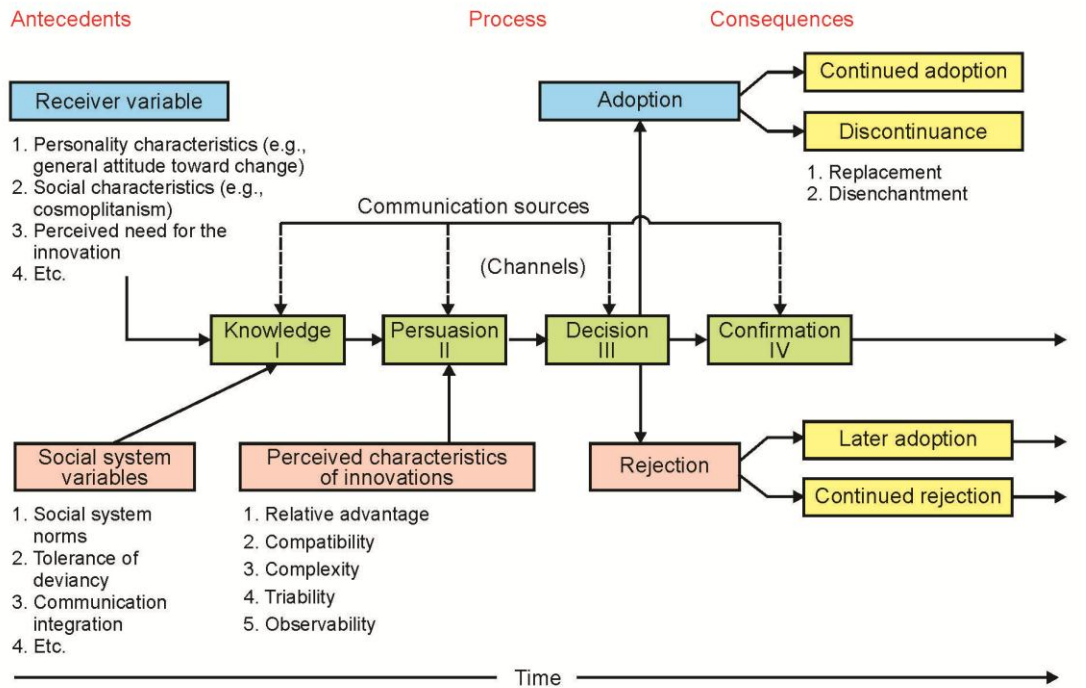 Antecedents
Process
Consequences
Receiver variable
1. Personality characteristics (e.g.,
general attitude toward change)
2. Social characteristics (e.g.,
cosmoplitanism)
3. Perceived need for the
innovation
4. Etc.
Adoption
Continued adoption
Discontinuance
1. Replacement
2. Disenchantment
Communication sources
(Channels)
Knowledge
I
Persuasion
II
Decision
III
Confirmation
IV
Social system
variables
1. Social system
norms
2. Tolerance of
deviancy
3. Communication
integration
4. Etc.
Perceived characteristics
of innovations
1. Relative advantage
2. Compatibility
3. Complexity
4. Triability
5. Observability
Rejection
Later adoption
Continued rejection
Time